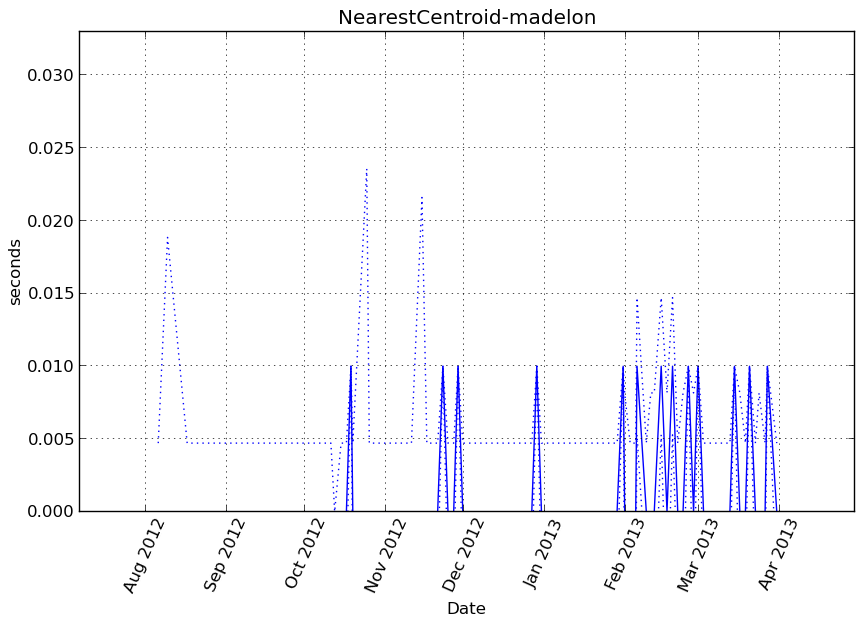 NearestCentroid-madelon
0.030
0.025
0.020
0.015
0.010
0.005
0.000
seconds
Aug 2012
Sep 2012
Oct 2012
Nov 2012
Dec 2012
Jan 2013
Feb 2013
Mar 2013
Apr 2013
Date